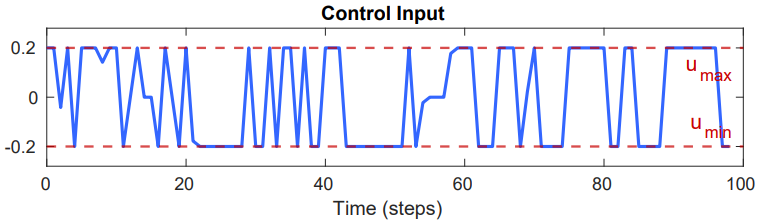 Control Input
0.2
u max
0
u min
-0.2
0 20 40 60 80 100
Time (steps)